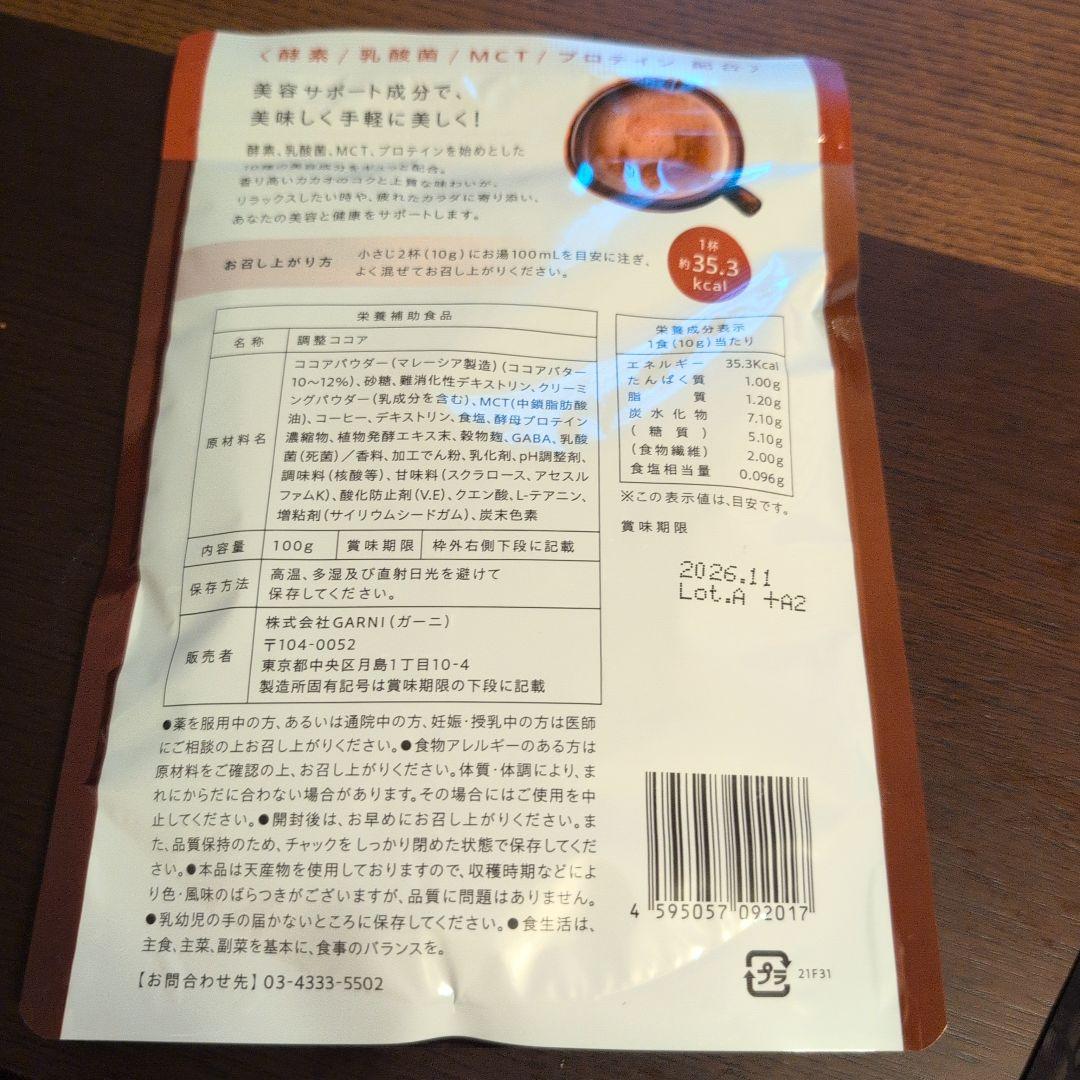 〈酵素/乳酸菌/MCT/プロテイン 配合〉
美容サポート成分で、
美味しく手軽に美しく!
酵素、乳酸菌、MCT、プロテインを始めとした
10種の美容成分をギュッと配合。
香り高いカカオのコクと上質な味わいが、
リラックスしたい時や、疲れたカラダに寄り添い、
あなたの美容と健康をサポートします。
お召し上がり方
小さじ2杯(10g)にお湯100mLを目安に注ぎ、
よく混ぜてお召し上がりください。
1杯
約35.3
kcal
栄養補助食品
名称 調整ココア
原材料名
ココアパウダー(マレーシア製造)(ココアバター
10〜12%)、砂糖、難消化性デキストリン、クリーミ
ングパウダー(乳成分を含む)、MCT(中鎖脂肪酸
油)、コーヒー、デキストリン、食塩、酵母プロテイン
濃縮物、植物発酵エキス末、穀物麹、GABA、乳酸
菌(死菌)/香料、加工でん粉、乳化剤、pH調整剤、
調味料(核酸等)、甘味料(スクラロース、アセスル
ファムK)、酸化防止剤(V.E)、クエン酸、L-テアニン、
増粘剤(サイリウムシードガム)、炭末色素
内容量 100g 賞味期限 枠外右側下段に記載
保存方法
高温、多湿及び直射日光を避けて
保存してください。
販売者
株式会社GARNI(ガーニ)
〒104-0052
東京都中央区月島1丁目10-4
製造所固有記号は賞味期限の下段に記載
栄養成分表示
1食(10g)当たり
エネルギー 35.3Kcal
たんぱく質 1.00g
脂質 1.20g
炭水化物 7.10g
(糖質) 5.10g
(食物繊維) 2.00g
食塩相当量 0.096g
※この表示値は、目安です。
賞味期限
2026.11
Lot.A +A2
●薬を服用中の方、あるいは通院中の方、妊娠・授乳中の方は医師
にご相談の上お召し上がりください。●食物アレルギーのある方は
原材料をご確認の上、お召し上がりください。体質・体調により、ま
れにからだに合わない場合があります。その場合にはご使用を中
止してください。●開封後は、お早めにお召し上がりください。ま
た、品質保持のため、チャックをしっかり閉めた状態で保存してくだ
さい。●本品は天産物を使用しておりますので、収穫時期などによ
り色・風味のばらつきがございますが、品質に問題はありません。
●乳幼児の手の届かないところに保存してください。●食生活は、
主食、主菜、副菜を基本に、食事のバランスを。
【お問合わせ先】03-4333-5502
4 595057 092017
プラ
21F31